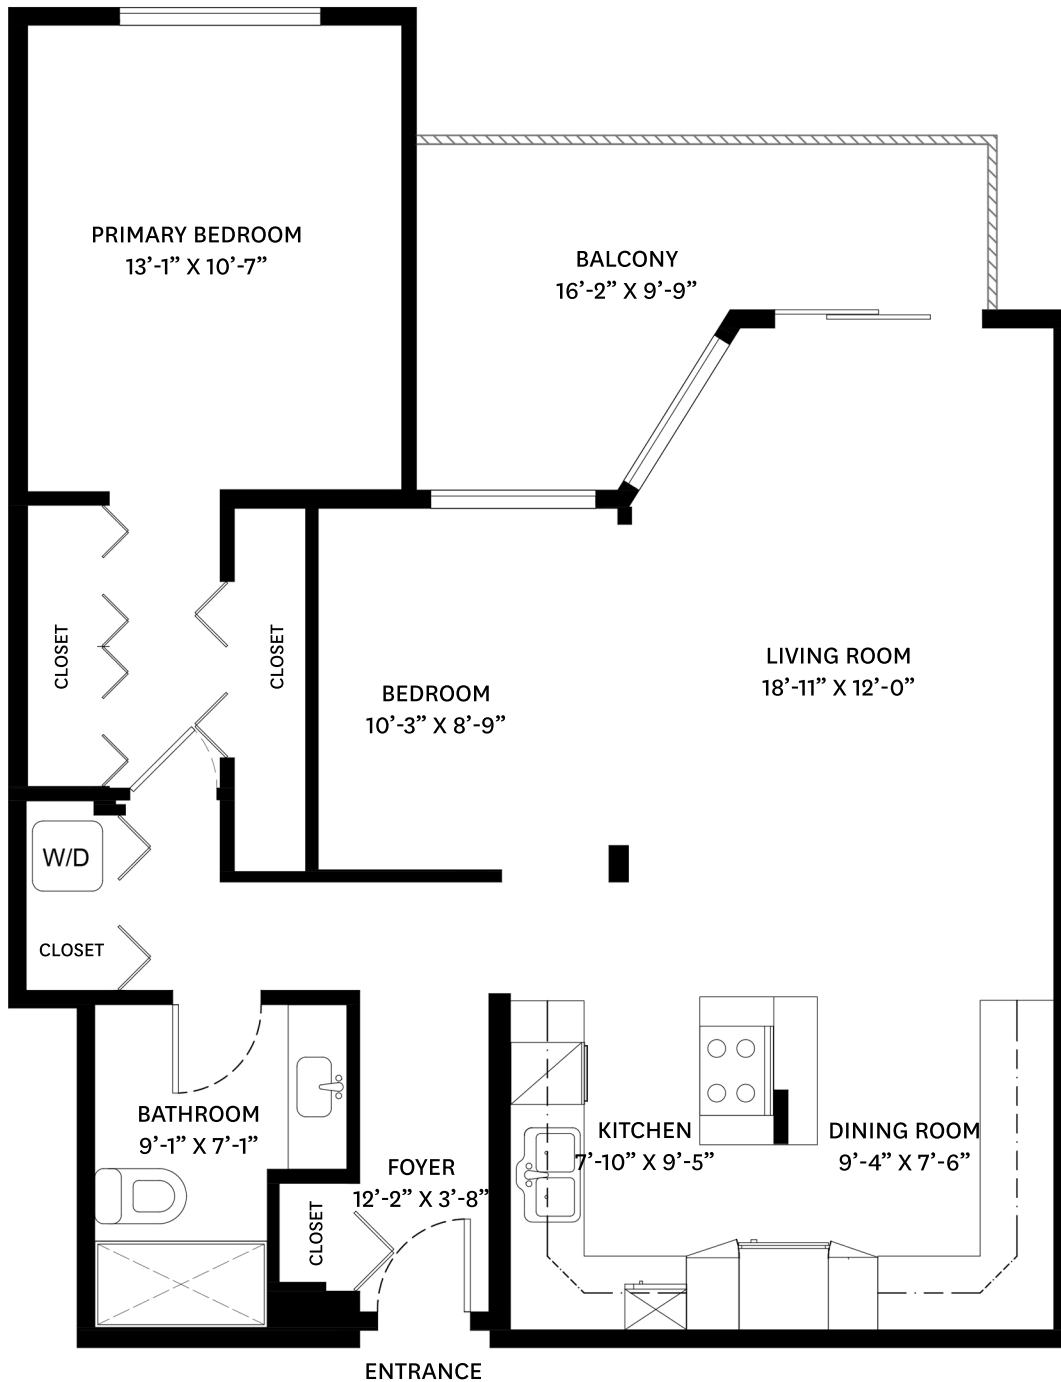 PRIMARY BEDROOM
13’-1” X 10’-7”
BALCONY
16’-2” X 9’-9”
CLOSET
CLOSET
LIVING ROOM
18’-11” X 12’-0”
BEDROOM
10’-3” X 8’-9”
W/D
CLOSET
BATHROOM
9’-1” X 7’-1”
KITCHEN
7’-10” X 9’-5”
DINING ROOM
9’-4” X 7’-6”
FOYER
12’-2” X 3’-8”
CLOSET
ENTRANCE